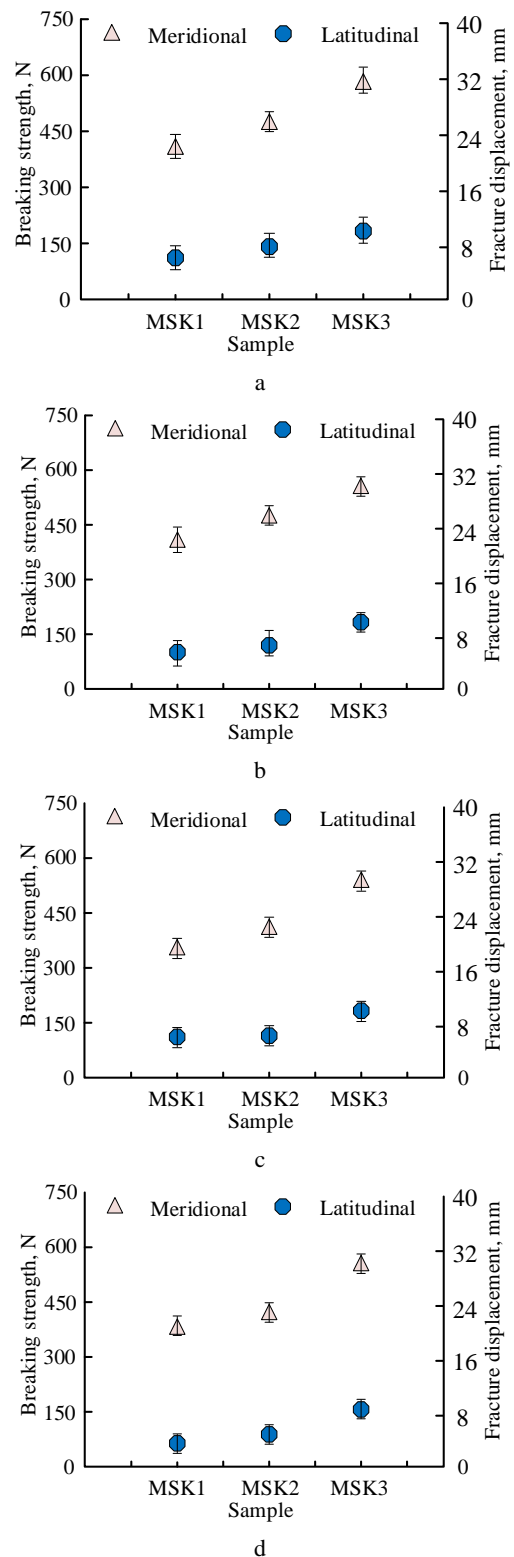 Meridional Latitudinal
Breaking strength, N
750
600
450
300
150
0
Fracture displacement, mm
40
32
24
16
8
0
MSK1 MSK2 MSK3
Sample
a
Meridional Latitudinal
Breaking strength, N
750
600
450
300
150
0
Fracture displacement, mm
40
32
24
16
8
0
MSK1 MSK2 MSK3
Sample
b
Meridional Latitudinal
Breaking strength, N
750
600
450
300
150
0
Fracture displacement, mm
40
32
24
16
8
0
MSK1 MSK2 MSK3
Sample
c
Meridional Latitudinal
Breaking strength, N
750
600
450
300
150
0
Fracture displacement, mm
40
32
24
16
8
0
MSK1 MSK2 MSK3
Sample
d